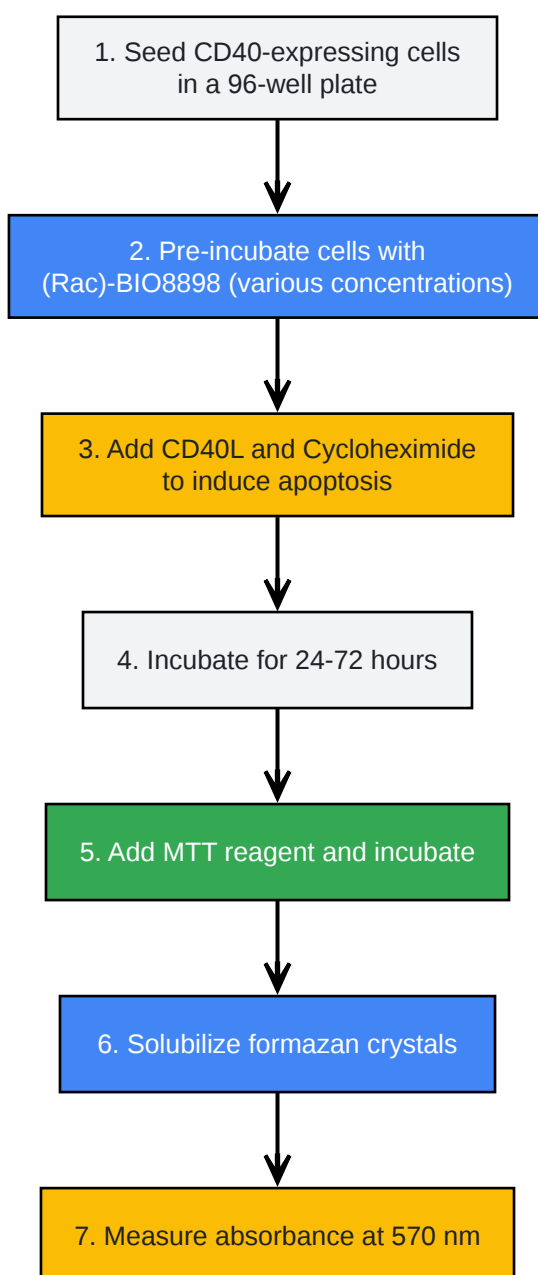 1. Seed CD40-expressing cells
in a 96-well plate
2. Pre-incubate cells with
(Rac)-BIO8898 (various concentrations)
3. Add CD40L and Cycloheximide
to induce apoptosis
4. Incubate for 24-72 hours
5. Add MTT reagent and incubate
6. Solubilize formazan crystals
7. Measure absorbance at 570 nm